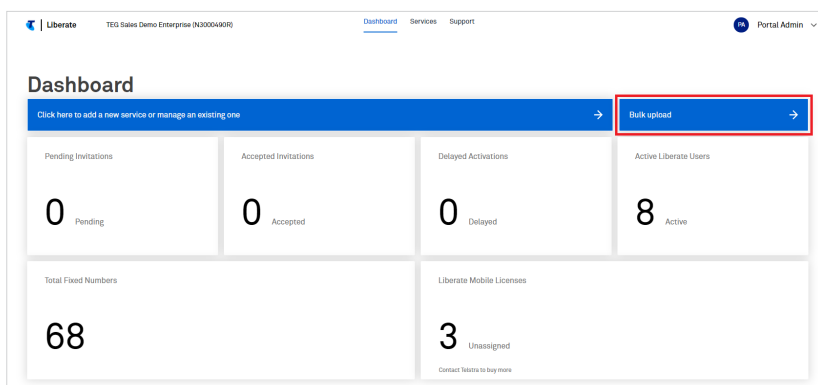 Liberate TEG Sales Demo Enterprise (N3000490R) Dashboard Services Support PA Portal Admin
Dashboard
Click here to add a new service or manage an existing one Bulk upload
Pending Invitations Accepted Invitations Delayed Activations Active Liberate Users
0 Pending 0 Accepted 0 Delayed 8 Active
Total Fixed Numbers Liberate Mobile Licenses
68 3 Unassigned
Contact Telstra to buy more